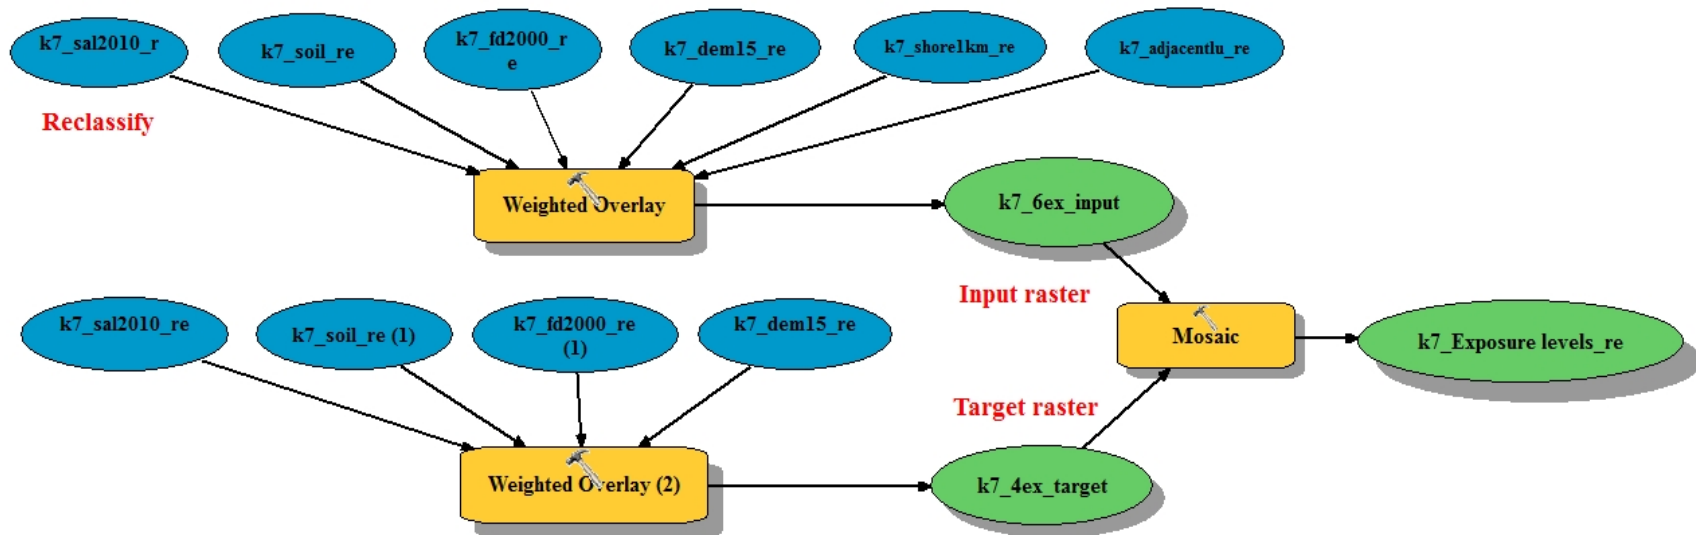 k7_sal2010_r
k7_soil_re
k7_fd2000_r
e
k7_dem15_re
k7_shore1km_re
k7_adjacentlu_re
Reclassify
Weighted Overlay
k7_6ex_input
Input raster
Mosaic
k7_Exposure levels_re
k7_sal2010_re
k7_soil_re (1)
k7_fd2000_re
(1)
k7_dem15_re
Target raster
Weighted Overlay (2)
k7_4ex_target